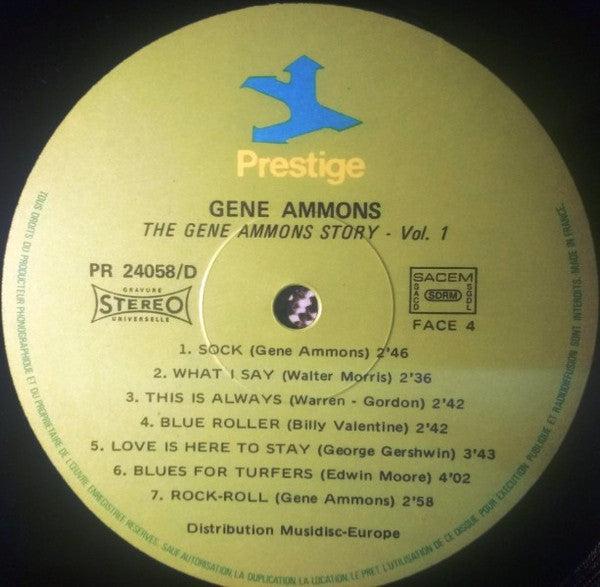 Prestige
GENE AMMONS
THE GENE AMMONS STORY - Vol. 1
PR 24058/D
GRAVURE
STEREO
UNIVERSELLE
SACEM
SACD
SDRM
SGDL
FACE 4
1. SOCK (Gene Ammons) 2'46
2. WHAT I SAY (Walter Morris) 2'36
3. THIS IS ALWAYS (Warren - Gordon) 2'42
4. BLUE ROLLER (Billy Valentine) 2'42
5. LOVE IS HERE TO STAY (George Gershwin) 3'43
6. BLUES FOR TURFERS (Edwin Moore) 4'02
7. ROCK-ROLL (Gene Ammons) 2'58
Distribution Musidisc-Europe
TOUS DROITS DU PRODUCTEUR PHONOGRAPHIQUE ET DU PROPRIETAIRE DE L'ŒUVRE ENREGISTREE RESERVES. SAUF AUTORISATION, LA DUPLICATION, LA LOCATION, LE PRET, L'UTILISATION DE CE DISQUE POUR EXECUTION PUBLIQUE ET RADIODIFFUSION SONT INTERDITS. MADE IN FRANCE.